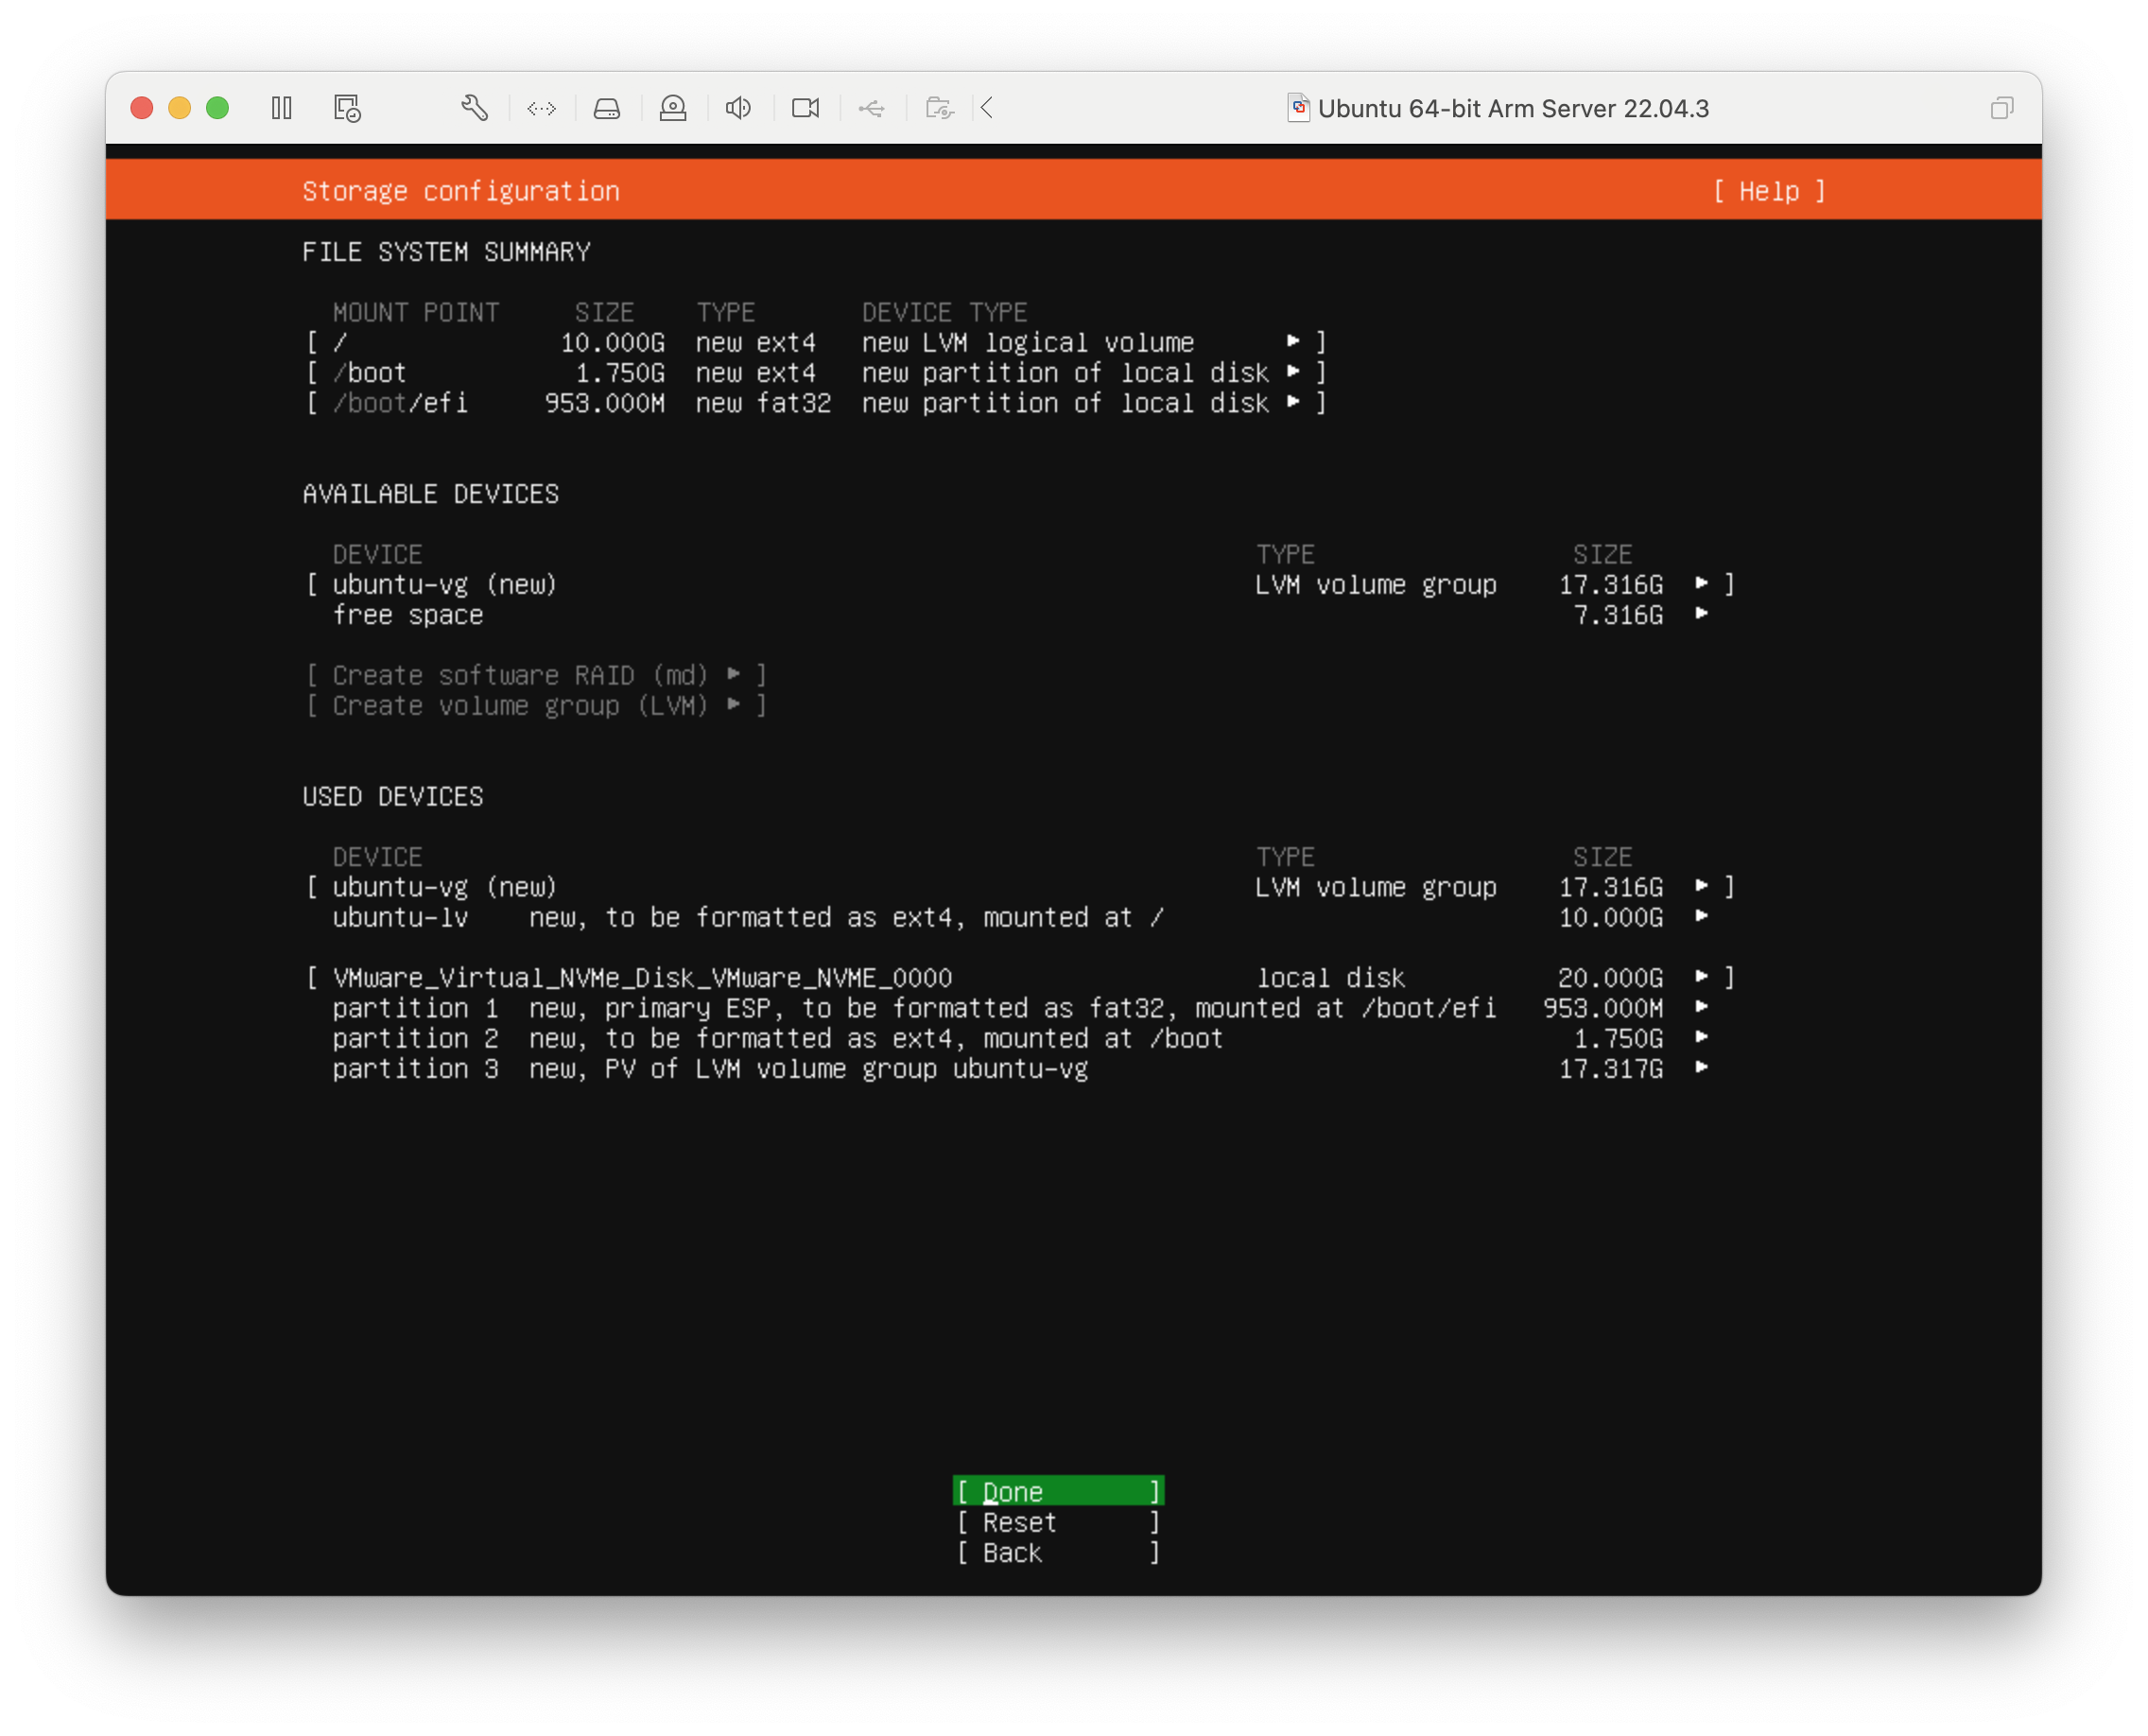 Ubuntu 64-bit Arm Server 22.04.3
Storage configuration [ Help ]
FILE SYSTEM SUMMARY
MOUNT POINT SIZE TYPE DEVICE TYPE
[ / 10.000G new ext4 new LVM logical volume ▸ ]
[ /boot 1.750G new ext4 new partition of local disk ▸ ]
[ /boot/efi 953.000M new fat32 new partition of local disk ▸ ]
AVAILABLE DEVICES
DEVICE TYPE SIZE
[ ubuntu-vg (new) LVM volume group 17.316G ▸ ]
free space 7.316G ▸
[ Create software RAID (md) ▸ ]
[ Create volume group (LVM) ▸ ]
USED DEVICES
DEVICE TYPE SIZE
[ ubuntu-vg (new) LVM volume group 17.316G ▸ ]
ubuntu-lv new, to be formatted as ext4, mounted at / 10.000G ▸
[ VMware_Virtual_NVMe_Disk_VMware_NVME_0000 local disk 20.000G ▸ ]
partition 1 new, primary ESP, to be formatted as fat32, mounted at /boot/efi 953.000M ▸
partition 2 new, to be formatted as ext4, mounted at /boot 1.750G ▸
partition 3 new, PV of LVM volume group ubuntu-vg 17.317G ▸
[ Done ]
[ Reset ]
[ Back ]